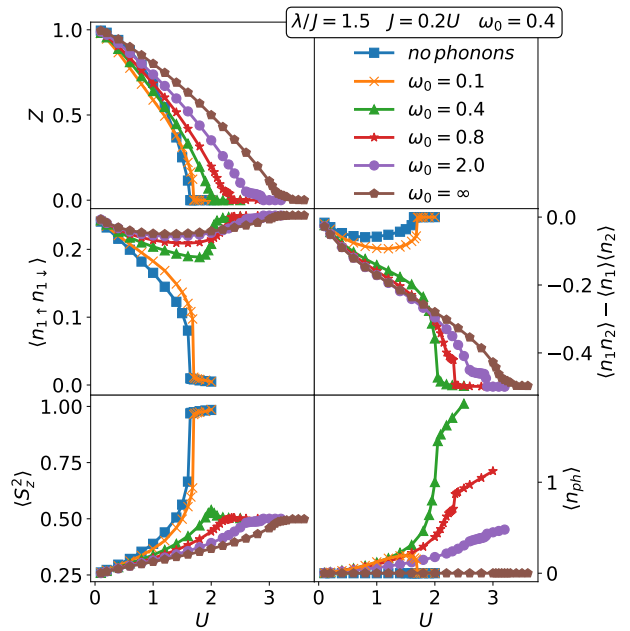 λ/J = 1.5 J = 0.2U ω₀ = 0.4
no phonons
ω₀ = 0.1
ω₀ = 0.4
ω₀ = 0.8
ω₀ = 2.0
ω₀ = ∞
Z
1.0
0.5
0.0
⟨n₁↑ n₁↓⟩
0.2
0.1
0.0
0.0
−0.2
−0.4
⟨n₁n₂⟩ − ⟨n₁⟩⟨n₂⟩
⟨S_z²⟩
1.00
0.75
0.50
0.25
1
0
⟨n_ph⟩
0 1 2 3
U
0 1 2 3
U